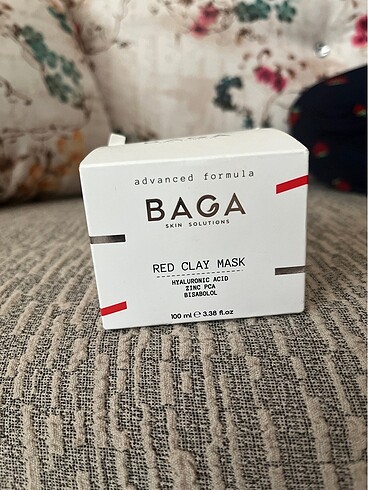 advanced formula
BAGA
SKIN SOLUTIONS
RED CLAY MASK
HYALURONIC ACID
ZINC PCA
BISABOLOL
100 ml ℮ 3.38 fl.oz